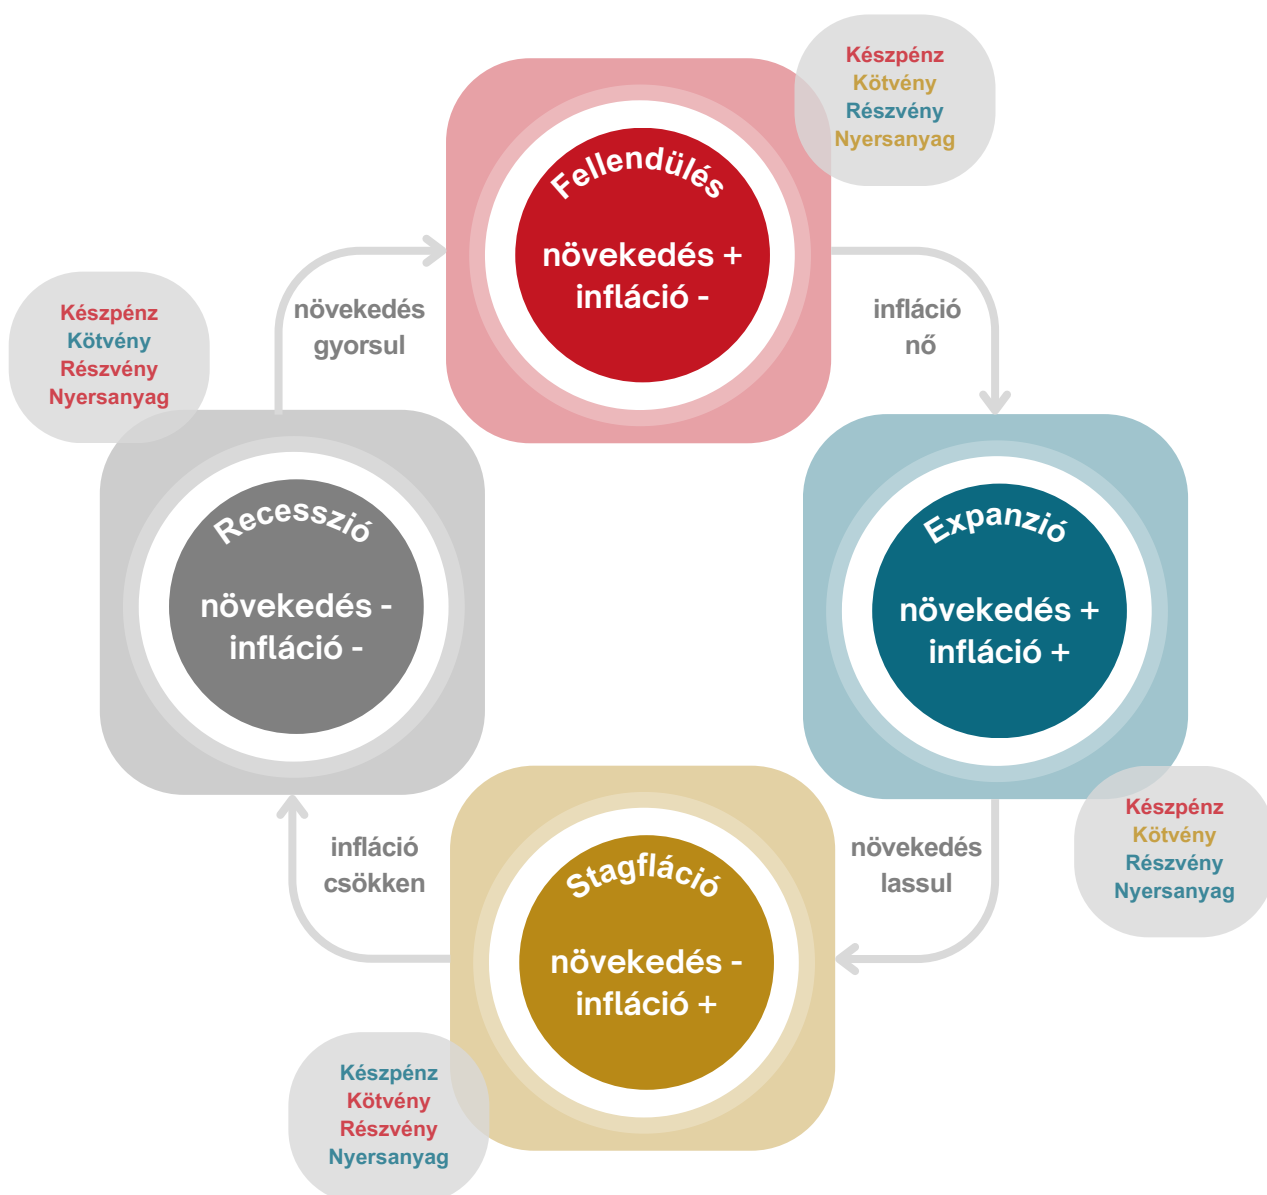 Készpénz
Kötvény
Részvény
Nyersanyag
Fellendülés
növekedés +
infláció -
növekedés
gyorsul
infláció
nő
Készpénz
Kötvény
Részvény
Nyersanyag
Recesszió
növekedés -
infláció -
Expanzió
növekedés +
infláció +
Készpénz
Kötvény
Részvény
Nyersanyag
infláció
csökken
növekedés
lassul
Stagfláció
növekedés -
infláció +
Készpénz
Kötvény
Részvény
Nyersanyag